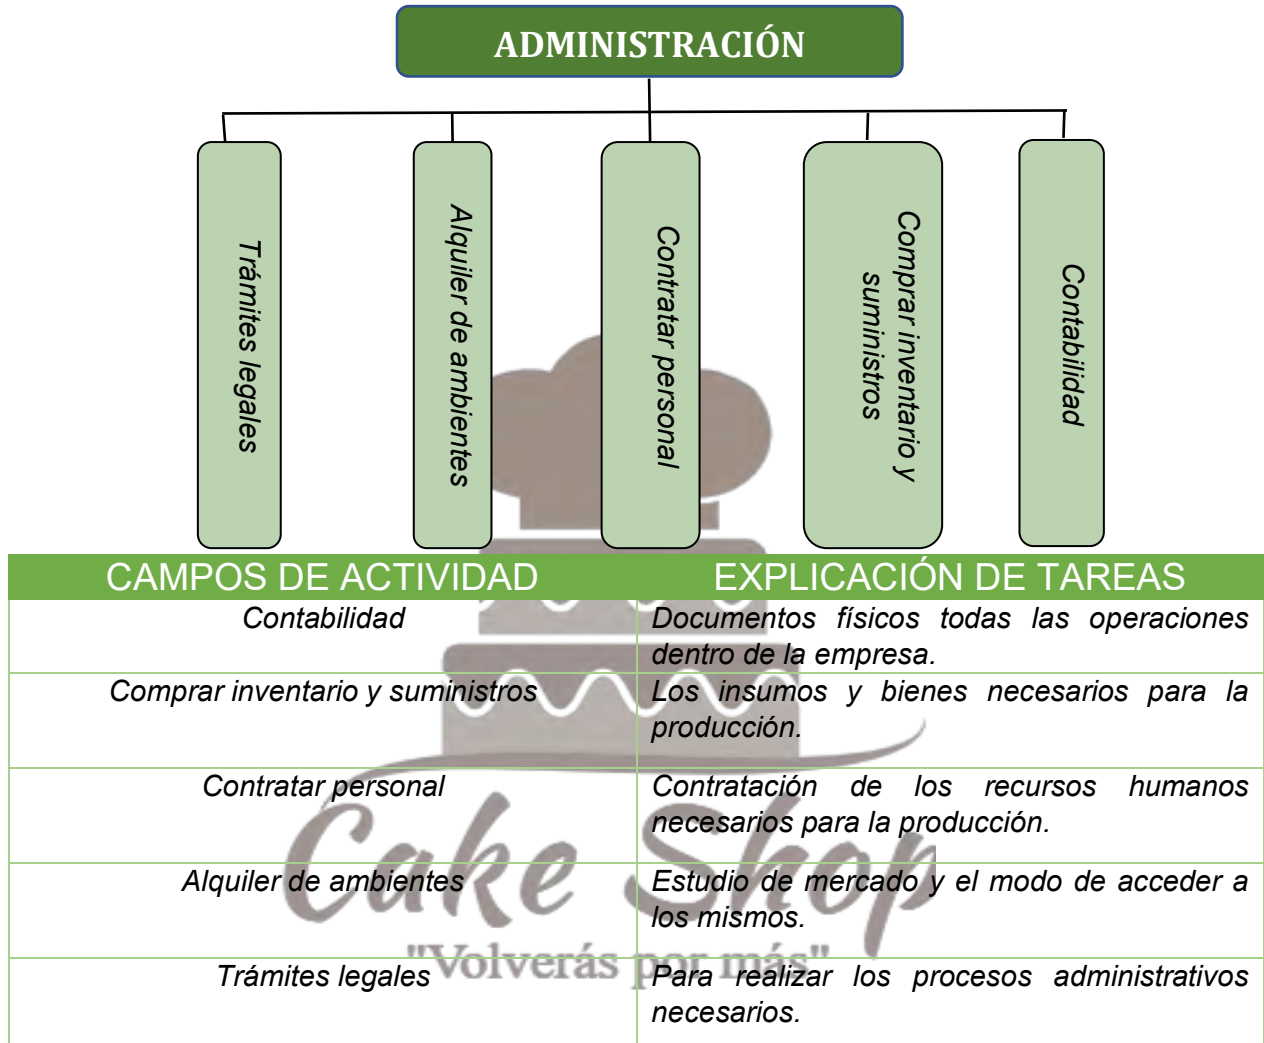 ADMINISTRACIÓN
Trámites legales
Alquiler de ambientes
Contratar personal
Comprar inventario y
suministros
Contabilidad
CAMPOS DE ACTIVIDAD
EXPLICACIÓN DE TAREAS
Contabilidad
Documentos físicos todas las operaciones
dentro de la empresa.
Comprar inventario y suministros
Los insumos y bienes necesarios para la
producción.
Contratar personal
Contratación de los recursos humanos
necesarios para la producción.
Alquiler de ambientes
Estudio de mercado y el modo de acceder a
los mismos.
Trámites legales
Para realizar los procesos administrativos
necesarios.
Cake Shop
"Volverás por más"